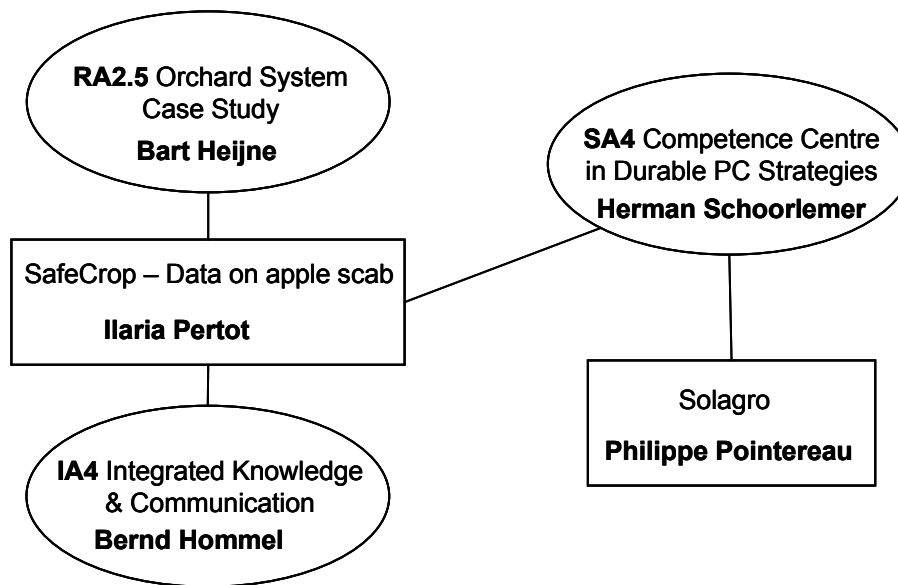 RA2.5 Orchard System
Case Study
Bart Heijne
SA4 Competence Centre
in Durable PC Strategies
Herman Schoorlemer
SafeCrop – Data on apple scab
Ilaria Pertot
Solagro
Philippe Pointereau
IA4 Integrated Knowledge
& Communication
Bernd Hommel